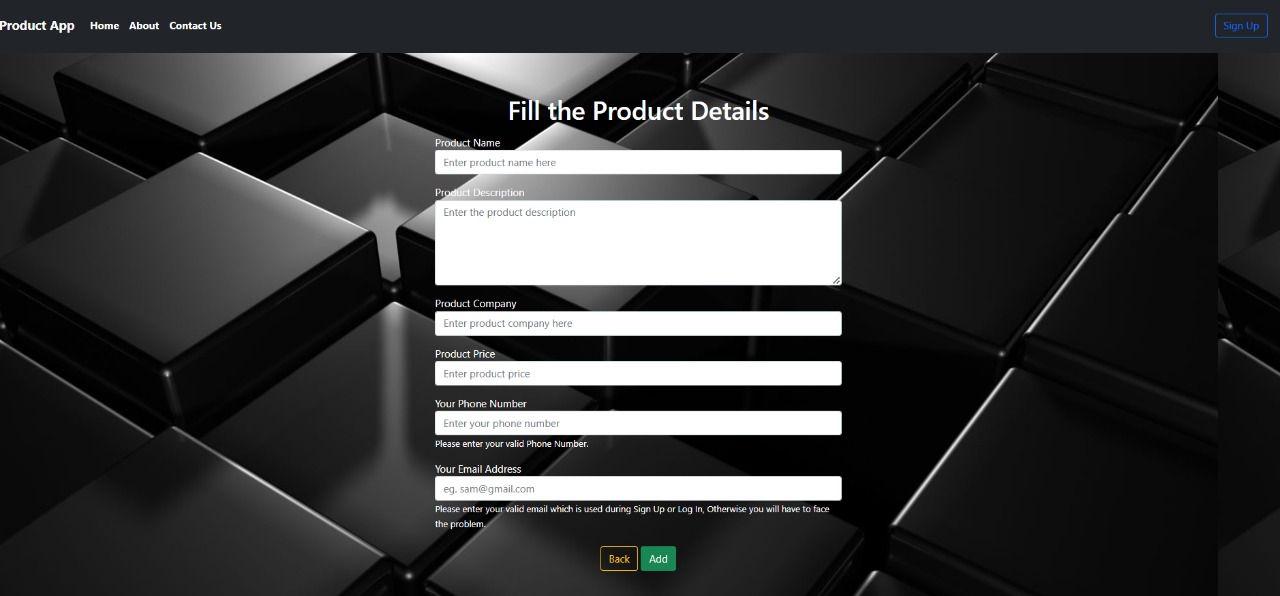 Product App Home About Contact Us Sign Up
Fill the Product Details
Product Name
Enter product name here
Product Description
Enter the product description
Product Company
Enter product company here
Product Price
Enter product price
Your Phone Number
Enter your phone number
Please enter your valid Phone Number.
Your Email Address
eg. sam@gmail.com
Please enter your valid email which is used during Sign Up or Log In, Otherwise you will have to face
the problem.
Back Add